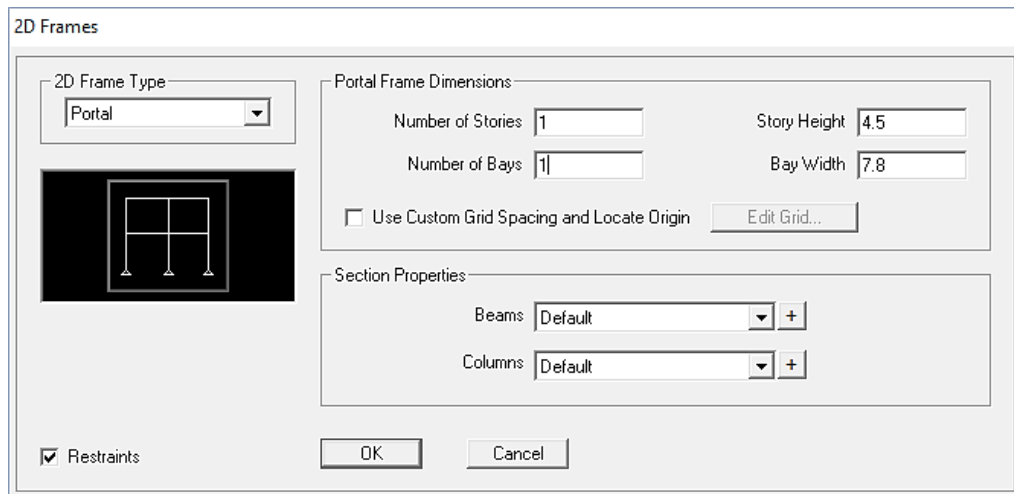 2D Frames
2D Frame Type
Portal
Portal Frame Dimensions
Number of Stories 1
Story Height 4.5
Number of Bays 1
Bay Width 7.8
Use Custom Grid Spacing and Locate Origin
Edit Grid...
Section Properties
Beams Default +
Columns Default +
Restraints
OK
Cancel